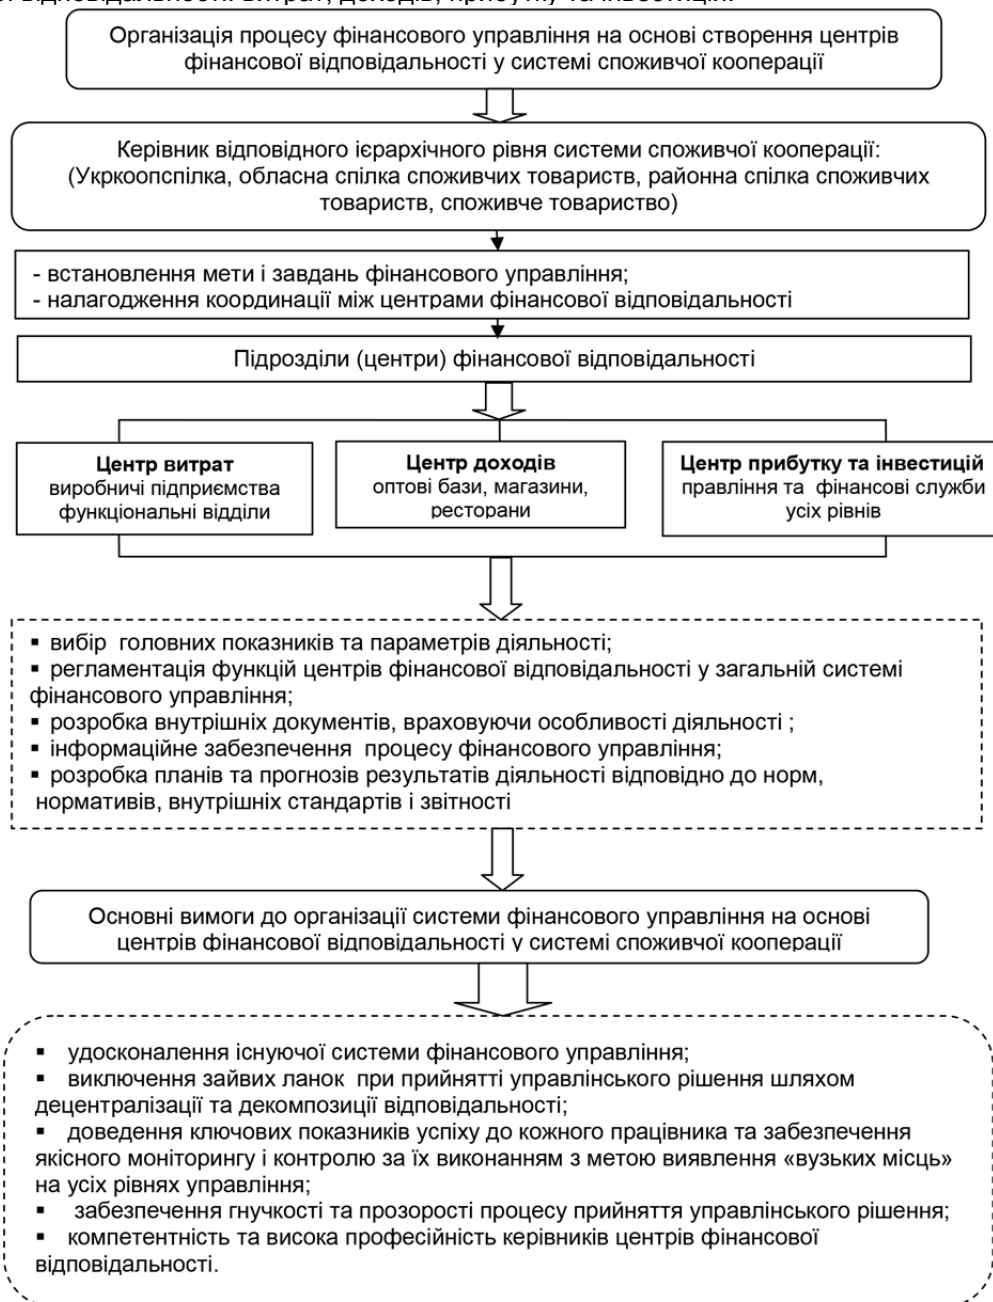 відповідальності: витрат, доходів, прибутку та інвестицій.
Організація процесу фінансового управління на основі створення центрів
фінансової відповідальності у системі споживчої кооперації
Керівник відповідного ієрархічного рівня системи споживчої кооперації:
(Укркоопспілка, обласна спілка споживчих товариств, районна спілка споживчих
товариств, споживче товариство)
- встановлення мети і завдань фінансового управління;
- налагодження координації між центрами фінансової відповідальності
Підрозділи (центри) фінансової відповідальності
Центр витрат
виробничі підприємства
функціональні відділи
Центр доходів
оптові бази, магазини,
ресторани
Центр прибутку та інвестицій
правління та фінансові служби
усіх рівнів
▪ вибір головних показників та параметрів діяльності;
▪ регламентація функцій центрів фінансової відповідальності у загальній системі
фінансового управління;
▪ розробка внутрішніх документів, враховуючи особливості діяльності ;
▪ інформаційне забезпечення процесу фінансового управління;
▪ розробка планів та прогнозів результатів діяльності відповідно до норм,
нормативів, внутрішніх стандартів і звітності
Основні вимоги до організації системи фінансового управління на основі
центрів фінансової відповідальності у системі споживчої кооперації
▪ удосконалення існуючої системи фінансового управління;
▪ виключення зайвих ланок при прийнятті управлінського рішення шляхом
децентралізації та декомпозиції відповідальності;
▪ доведення ключових показників успіху до кожного працівника та забезпечення
якісного моніторингу і контролю за їх виконанням з метою виявлення «вузьких місць»
на усіх рівнях управління;
▪ забезпечення гнучкості та прозорості процесу прийняття управлінського рішення;
▪ компетентність та висока професійність керівників центрів фінансової
відповідальності.